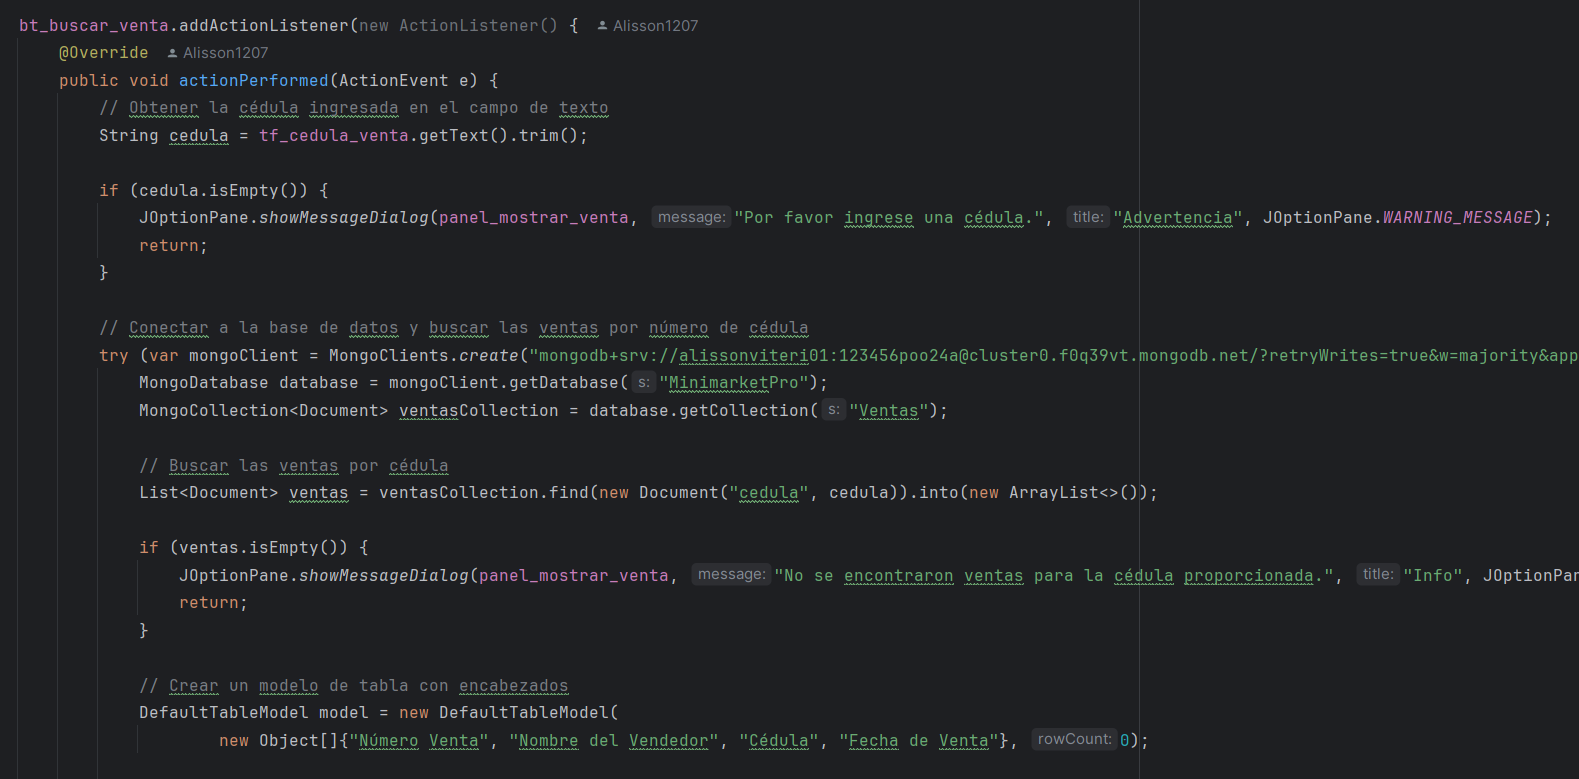 bt_buscar_venta.addActionListener(new ActionListener() { Alisson1207
@Override Alisson1207
public void actionPerformed(ActionEvent e) {
// Obtener la cédula ingresada en el campo de texto
String cedula = tf_cedula_venta.getText().trim();
if (cedula.isEmpty()) {
JOptionPane.showMessageDialog(panel_mostrar_venta, message: "Por favor ingrese una cédula.", title: "Advertencia", JOptionPane.WARNING_MESSAGE);
return;
}
// Conectar a la base de datos y buscar las ventas por número de cédula
try (var mongoClient = MongoClients.create("mongodb+srv://alissonviteri01:123456poo24a@cluster0.f0q39vt.mongodb.net/?retryWrites=true&w=majority&app
MongoDatabase database = mongoClient.getDatabase( s: "MinimarketPro");
MongoCollection<Document> ventasCollection = database.getCollection( s: "Ventas");
// Buscar las ventas por cédula
List<Document> ventas = ventasCollection.find(new Document("cedula", cedula)).into(new ArrayList<>());
if (ventas.isEmpty()) {
JOptionPane.showMessageDialog(panel_mostrar_venta, message: "No se encontraron ventas para la cédula proporcionada.", title: "Info", JOptionPan
return;
}
// Crear un modelo de tabla con encabezados
DefaultTableModel model = new DefaultTableModel(
new Object[]{"Número Venta", "Nombre del Vendedor", "Cédula", "Fecha de Venta"}, rowCount: 0);